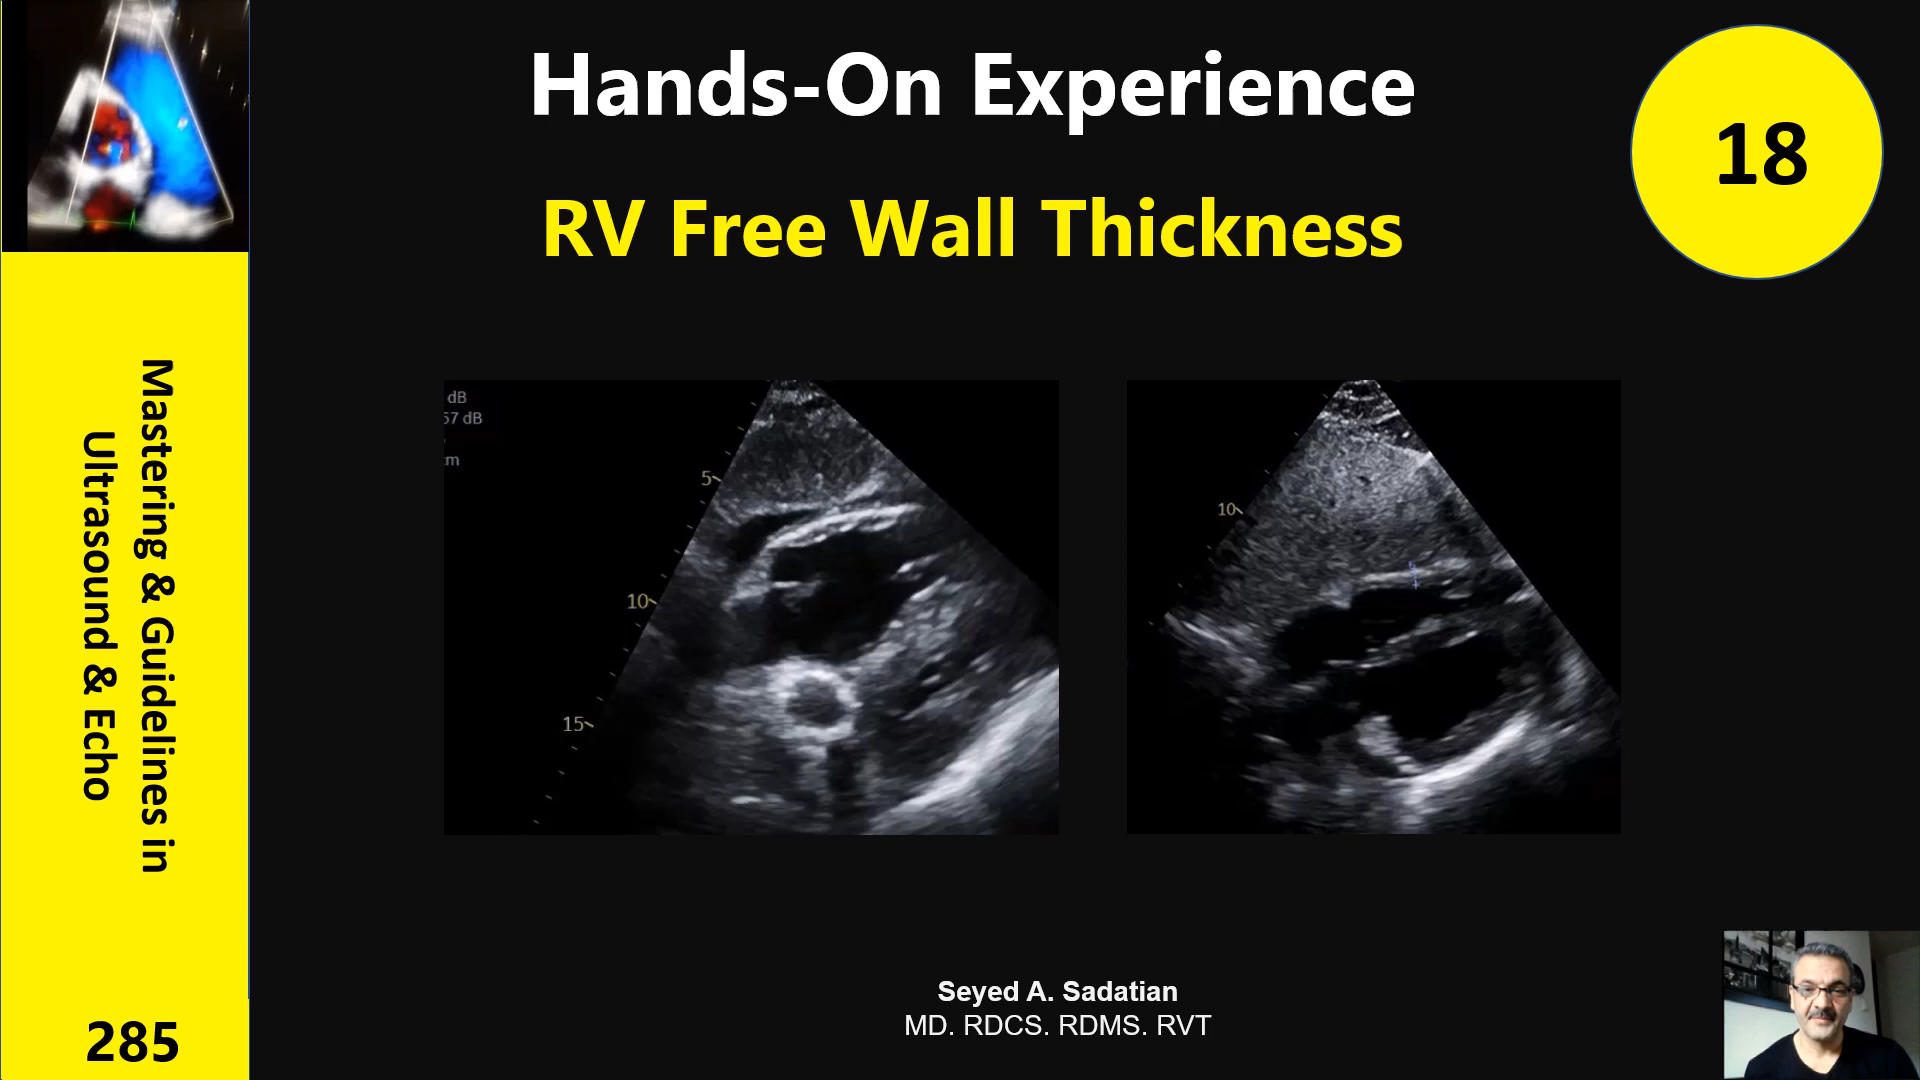 Hands-On Experience
RV Free Wall Thickness
18
Mastering & Guidelines in
Ultrasound & Echo
285
dB
57 dB
cm
5
10
15
10
Seyed A. Sadatian
MD. RDCS. RDMS. RVT